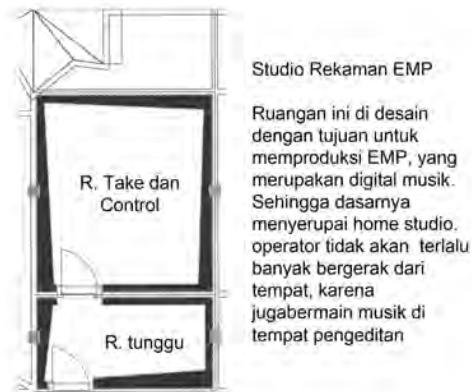 R. Take dan
Control
R. tunggu
Studio Rekaman EMP
Ruangan ini di desain
dengan tujuan untuk
memproduksi EMP, yang
merupakan digital musik.
Sehingga dasarnya
menyerupai home studio.
operator tidak akan terlalu
banyak bergerak dari
tempat, karena
jugabermain musik di
tempat pengeditan